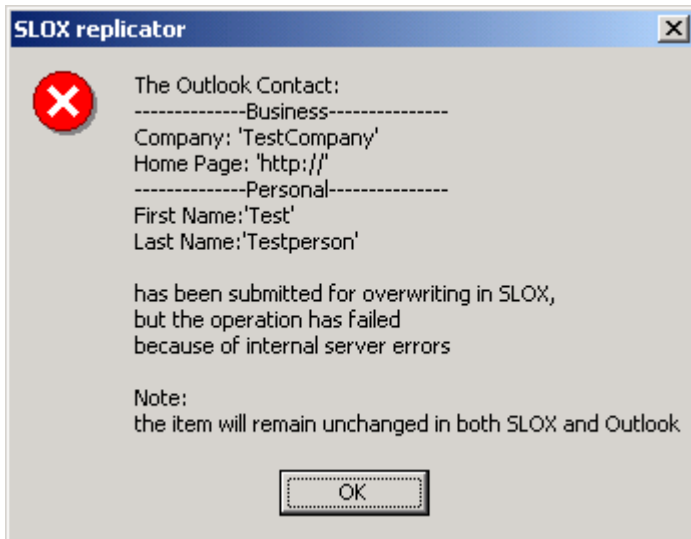 SLOX replicator
The Outlook Contact:
--------------Business---------------
Company: 'TestCompany'
Home Page: 'http://'
--------------Personal---------------
First Name:'Test'
Last Name:'Testperson'
has been submitted for overwriting in SLOX,
but the operation has failed
because of internal server errors
Note:
the item will remain unchanged in both SLOX and Outlook
OK